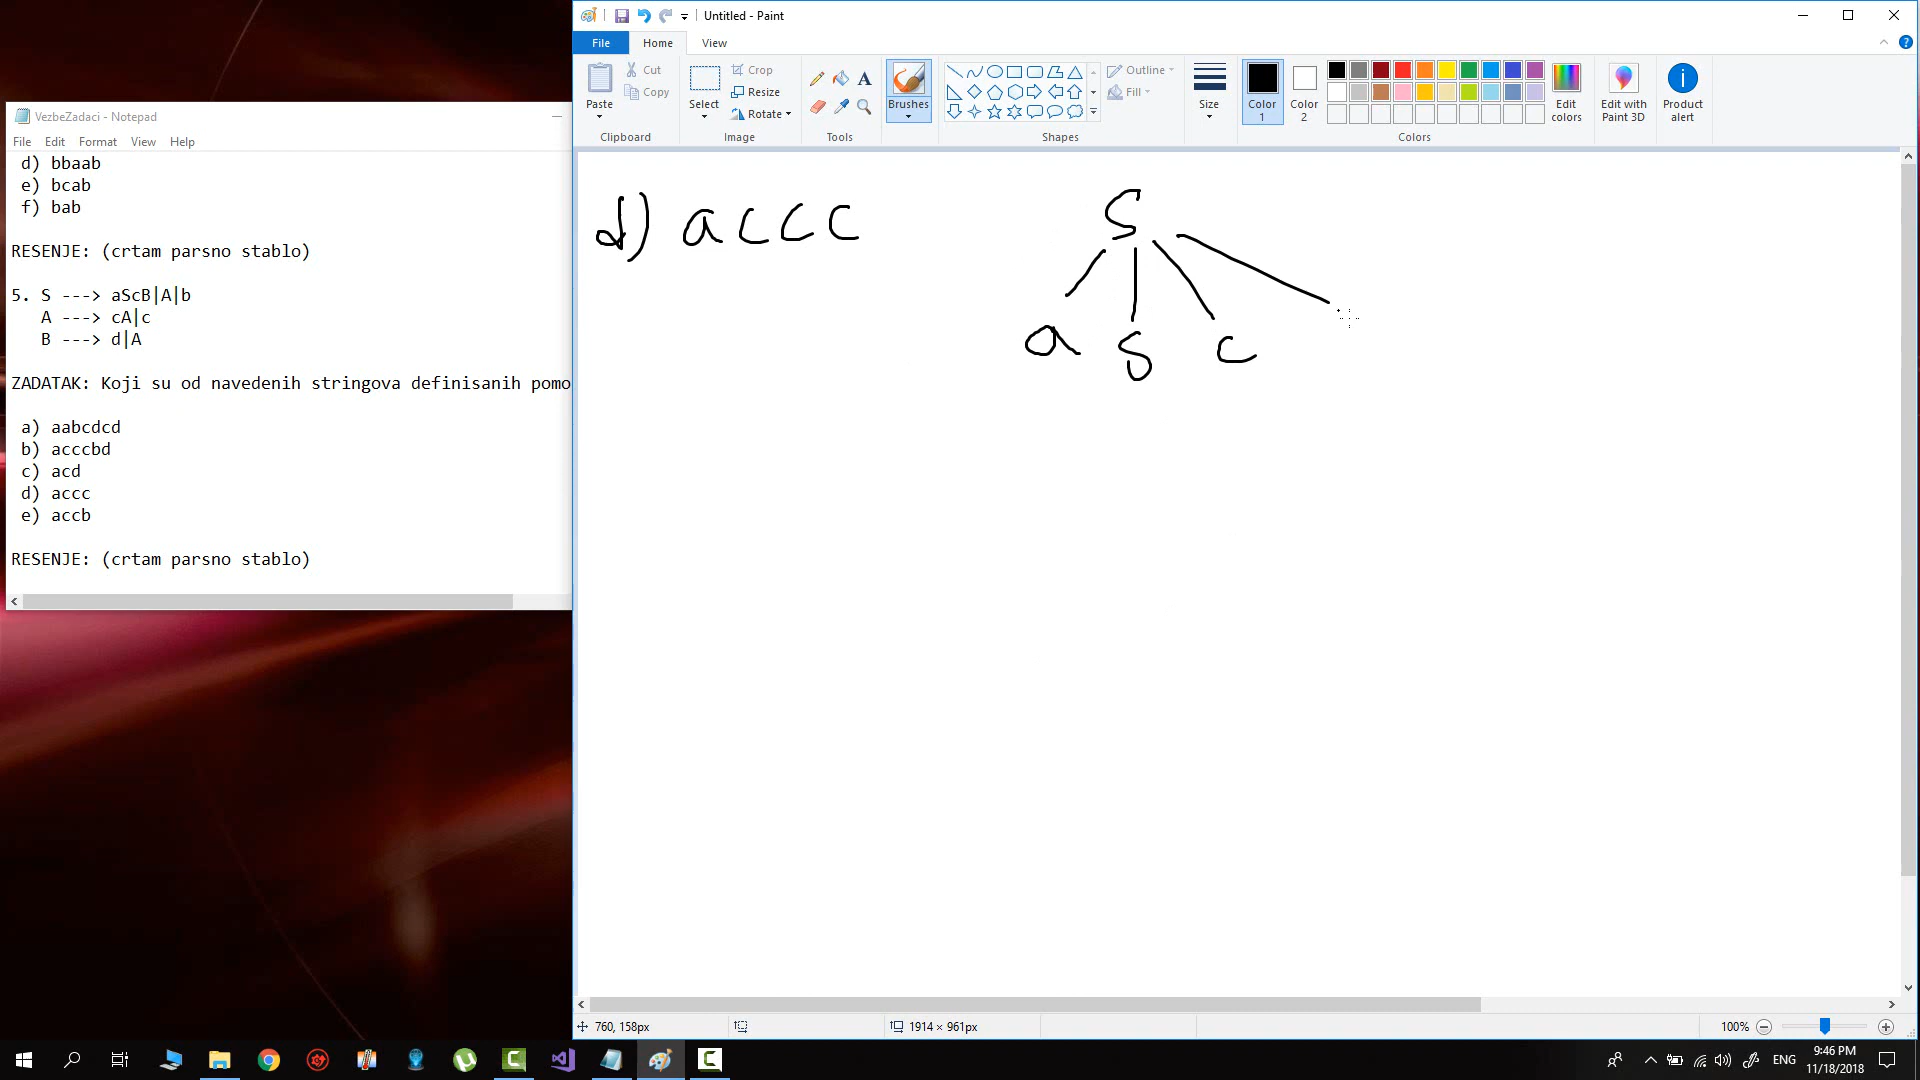 Untitled - Paint
File Home View
Paste
Cut
Copy
Clipboard
Select
Crop
Resize
Rotate
Image
Tools
Brushes
Shapes
Outline
Fill
Size
Color 1
Color 2
Edit colors
Edit with Paint 3D
Product alert
Colors
VezbeZadaci - Notepad
File Edit Format View Help
d) bbaab
e) bcab
f) bab
RESENJE: (crtam parsno stablo)
5. S ---> aScB|A|b
A ---> cA|c
B ---> d|A
ZADATAK: Koji su od navedenih stringova definisanih pomo
a) aabcdcd
b) acccbd
c) acd
d) accc
e) accb
RESENJE: (crtam parsno stablo)
d) accc
S
a S c
760, 158px
1914 × 961px
100%
ENG
9:46 PM
11/18/2018